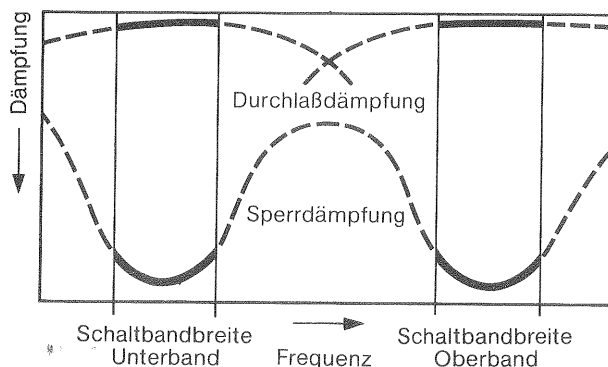 Dämpfung
Durchlaßdämpfung
Sperrdämpfung
Schaltbandbreite
Unterband
Frequenz
Schaltbandbreite
Oberband